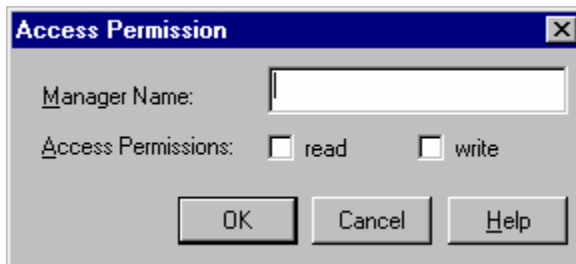 Access Permission
Manager Name:
Access Permissions: read write
OK Cancel Help